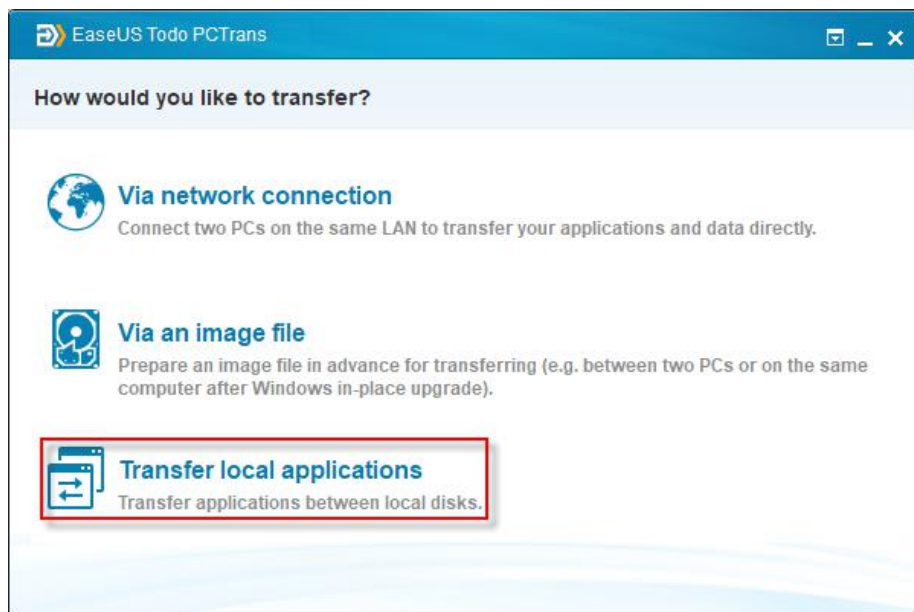 EaseUS Todo PCTrans
How would you like to transfer?
Via network connection
Connect two PCs on the same LAN to transfer your applications and data directly.
Via an image file
Prepare an image file in advance for transferring (e.g. between two PCs or on the same
computer after Windows in-place upgrade).
Transfer local applications
Transfer applications between local disks.